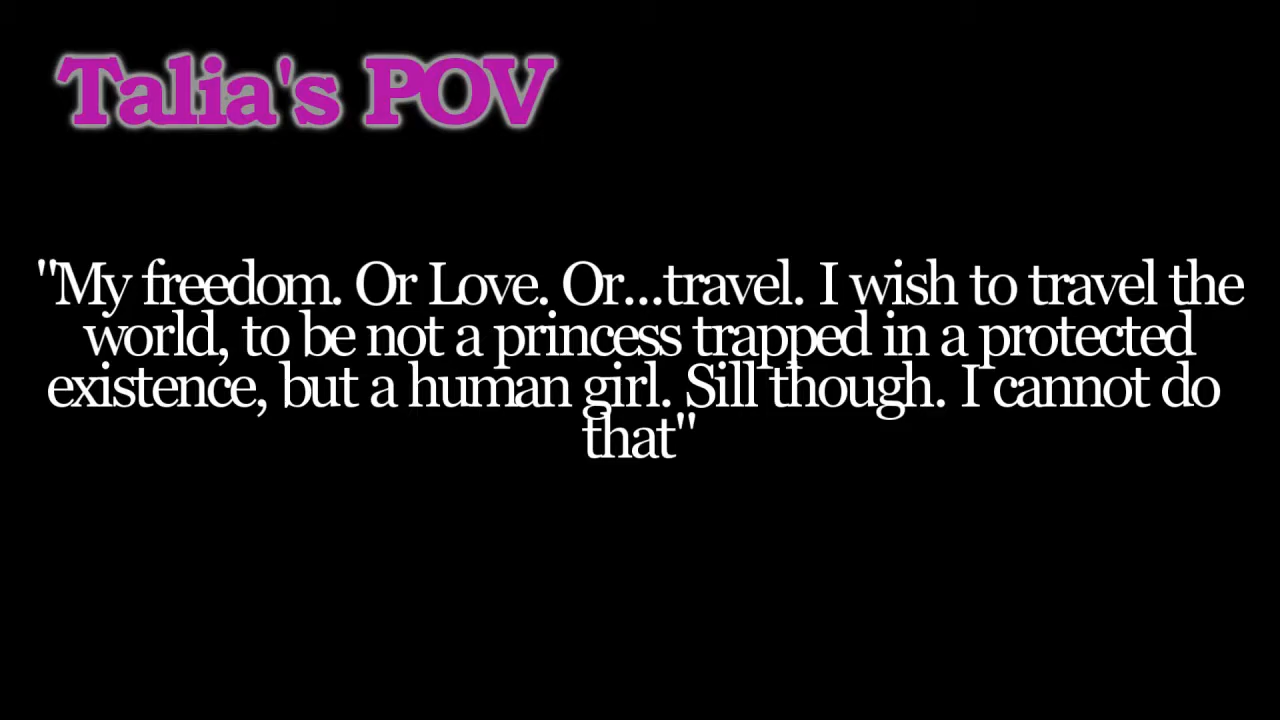 Talia's POV
"My freedom. Or Love. Or...travel. I wish to travel the
world, to be not a princess trapped in a protected
existence, but a human girl. Sill though. I cannot do
that"